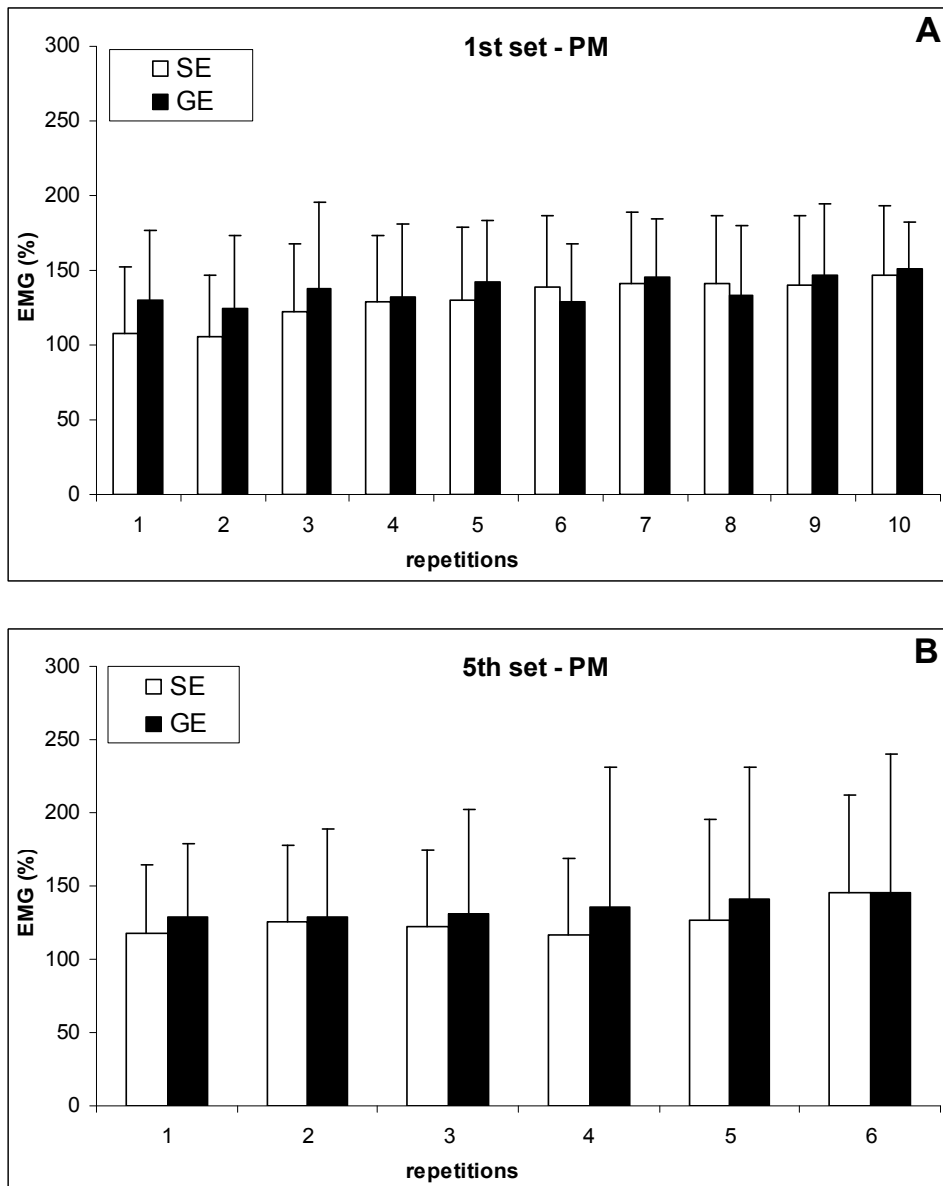 A
1st set - PM
SE
GE
300
250
200
150
100
50
0
EMG (%)
1 2 3 4 5 6 7 8 9 10
repetitions
B
5th set - PM
SE
GE
300
250
200
150
100
50
0
EMG (%)
1 2 3 4 5 6
repetitions